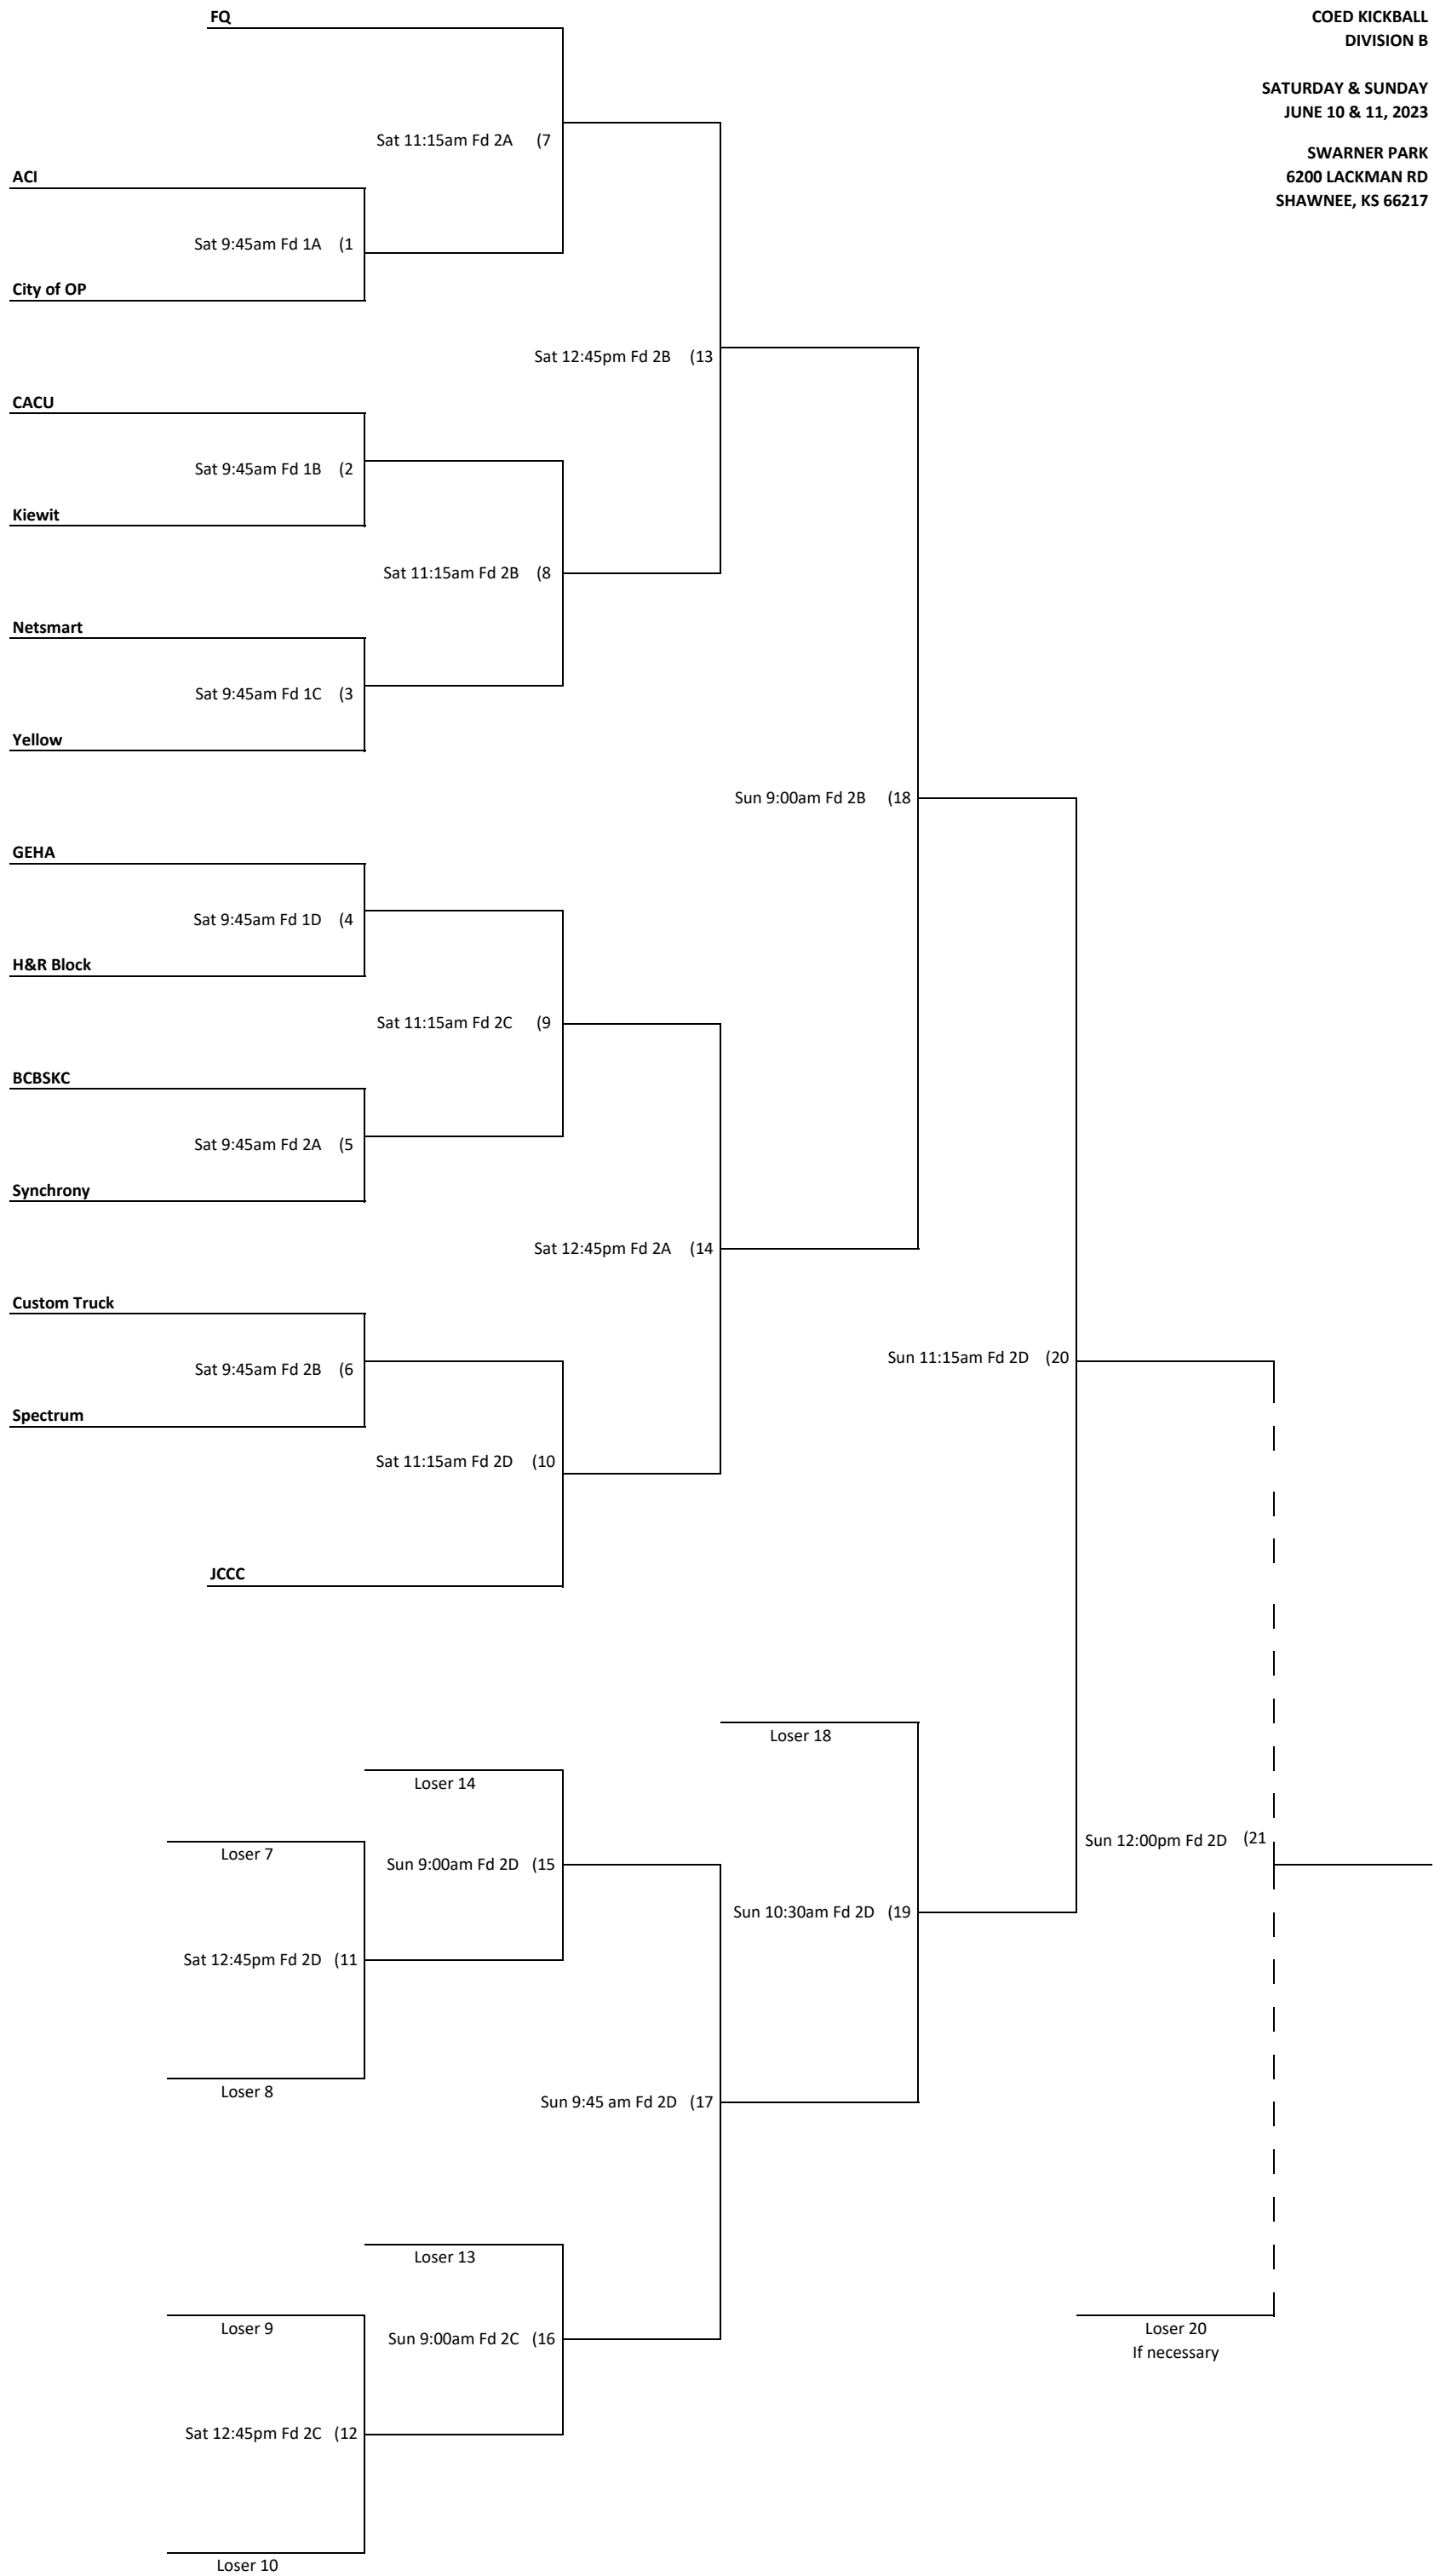 FQ
COED KICKBALL
DIVISION B
SATURDAY & SUNDAY
JUNE 10 & 11, 2023
Sat 11:15am Fd 2A (7
SWARNER PARK
ACI
6200 LACKMAN RD
SHAWNEE, KS 66217
Sat 9:45am Fd 1A (1
City of OP
Sat 12:45pm Fd 2B (13
CACU
Sat 9:45am Fd 1B (2
Kiewit
Sat 11:15am Fd 2B (8
Netsmart
Sat 9:45am Fd 1C (3
Yellow
Sun 9:00am Fd 2B (18
GEHA
Sat 9:45am Fd 1D (4
H&R Block
Sat 11:15am Fd 2C (9
BCBSKC
Sat 9:45am Fd 2A (5
Synchrony
Sat 12:45pm Fd 2A (14
Custom Truck
Sun 11:15am Fd 2D (20
Sat 9:45am Fd 2B (6
Spectrum
Sat 11:15am Fd 2D (10
JCCC
Loser 18
Loser 14
Sun 12:00pm Fd 2D (21
Loser 7
Sun 9:00am Fd 2D (15
Sun 10:30am Fd 2D (19
Sat 12:45pm Fd 2D (11
Loser 8
Sun 9:45 am Fd 2D (17
Loser 13
Loser 9
Loser 20
Sun 9:00am Fd 2C (16
If necessary
Sat 12:45pm Fd 2C (12
Loser 10